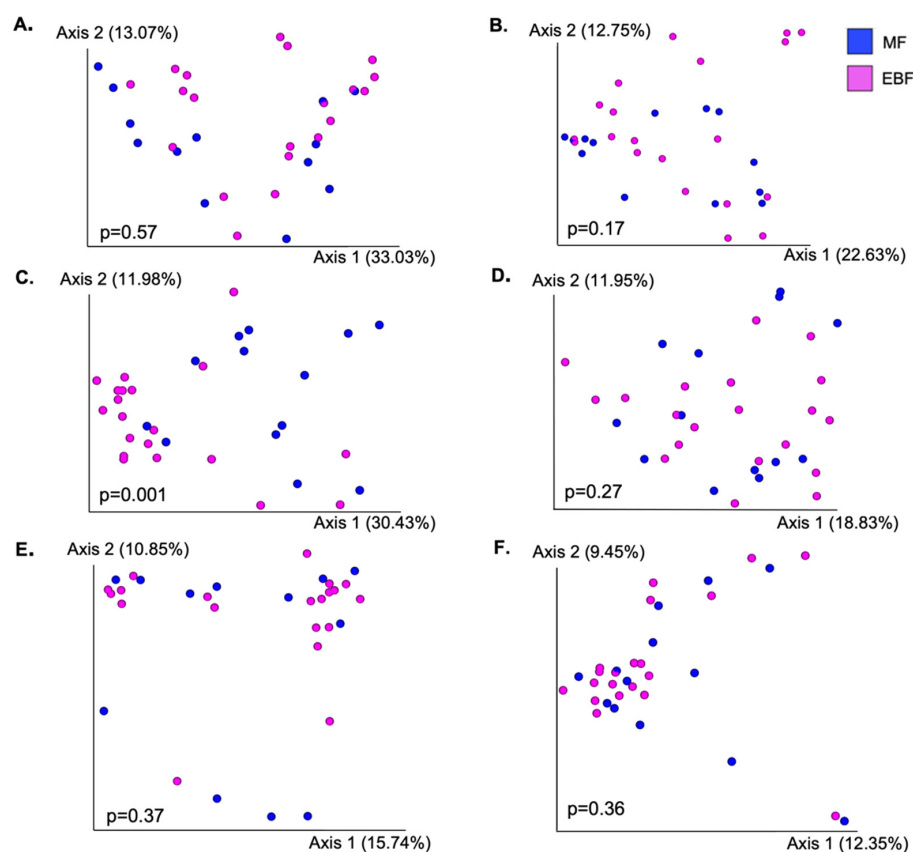 A.
Axis 2 (13.07%)
p=0.57
Axis 1 (33.03%)
B.
Axis 2 (12.75%)
p=0.17
Axis 1 (22.63%)
MF
EBF
C.
Axis 2 (11.98%)
p=0.001
Axis 1 (30.43%)
D.
Axis 2 (11.95%)
p=0.27
Axis 1 (18.83%)
E.
Axis 2 (10.85%)
p=0.37
Axis 1 (15.74%)
F.
Axis 2 (9.45%)
p=0.36
Axis 1 (12.35%)